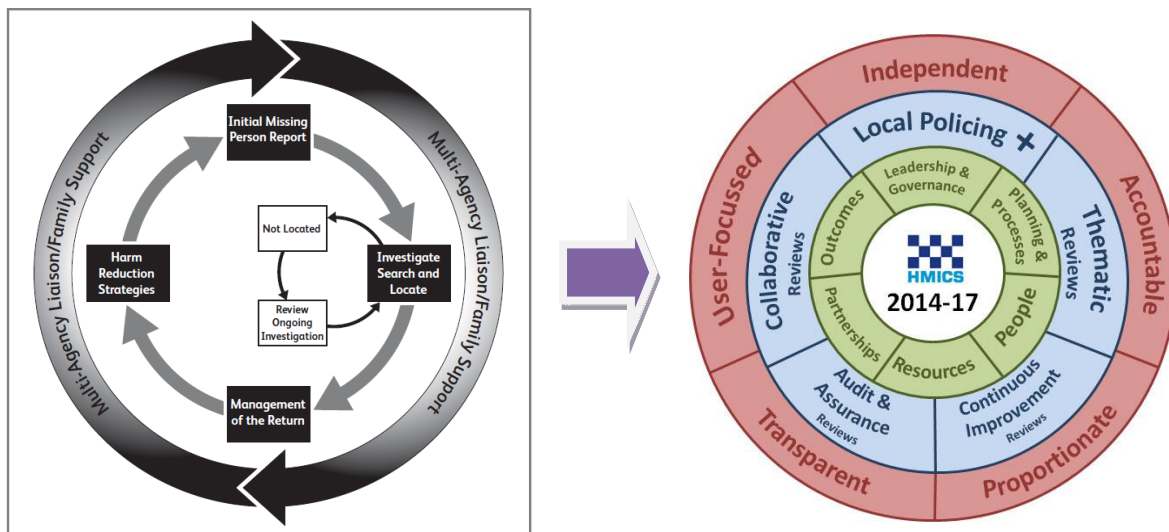 Multi-Agency Liaison/Family Support
Multi-Agency Liaison/Family Support
Initial Missing
Person Report
Not Located
Investigate
Search and
Locate
Harm
Reduction
Strategies
Review
Ongoing
Investigation
Management
of the Return
Independent
Accountable
Proportionate
Transparent
User-Focussed
Local Policing +
Thematic
Reviews
Continuous
Improvement
Reviews
Audit &
Assurance
Reviews
Collaborative
Reviews
Leadership &
Governance
Planning &
Processes
People
Resources
Partnerships
Outcomes
HMICS
2014-17